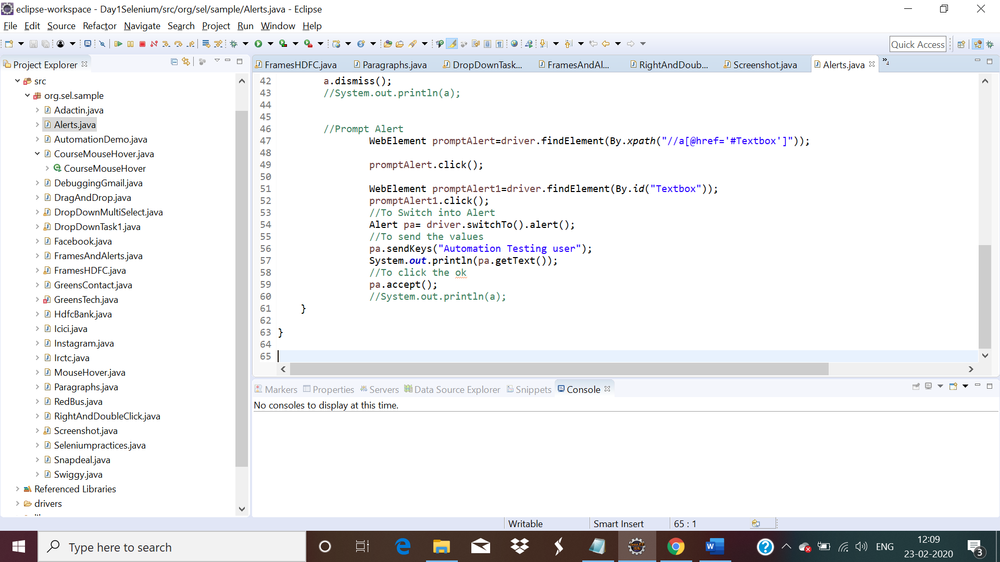 eclipse-workspace - Day1Selenium/src/org/sel/sample/Alerts.java - Eclipse
File Edit Source Refactor Navigate Search Project Run Window Help
Quick Access
Project Explorer
src
org.sel.sample
Adactin.java
Alerts.java
AutomationDemo.java
CourseMouseHover.java
CourseMouseHover
DebuggingGmail.java
DragAndDrop.java
DropDownMultiSelect.java
DropDownTask1.java
Facebook.java
FramesAndAlerts.java
FramesHDFC.java
GreensContact.java
GreensTech.java
HdfcBank.java
Icici.java
Instagram.java
Irctc.java
MouseHover.java
Paragraphs.java
RedBus.java
RightAndDoubleClick.java
Screenshot.java
Seleniumpractices.java
Snapdeal.java
Swiggy.java
Referenced Libraries
drivers
FramesHDFC.java Paragraphs.java DropDownTask... FramesAndAl... RightAndDoub... Screenshot.java Alerts.java »4
42 a.dismiss();
43 //System.out.println(a);
44
45
46 //Prompt Alert
47 WebElement promptAlert=driver.findElement(By.xpath("//a[@href='#Textbox']"));
48
49 promptAlert.click();
50
51 WebElement promptAlert1=driver.findElement(By.id("Textbox"));
52 promptAlert1.click();
53 //To Switch into Alert
54 Alert pa= driver.switchTo().alert();
55 //To send the values
56 pa.sendKeys("Automation Testing user");
57 System.out.println(pa.getText());
58 //To click the ok
59 pa.accept();
60 //System.out.println(a);
61 }
62
63 }
64
65
Markers Properties Servers Data Source Explorer Snippets Console
No consoles to display at this time.
Writable Smart Insert 65 : 1
Type here to search
ENG
12:09
23-02-2020
3